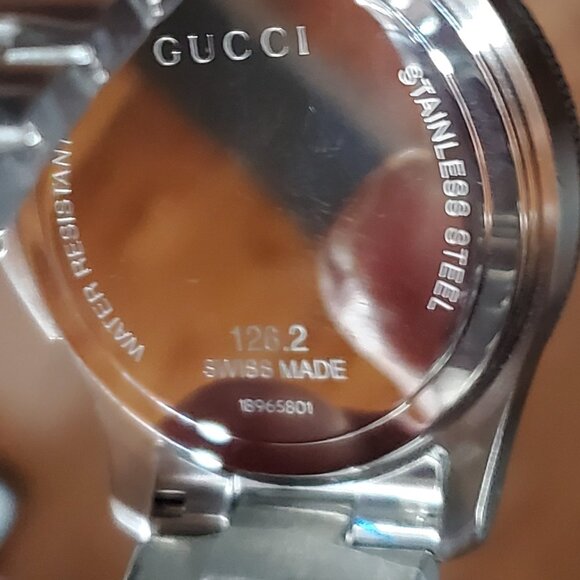 GUCCI
STAINLESS STEEL
WATER RESISTANT
126.2
SWISS MADE
18965801